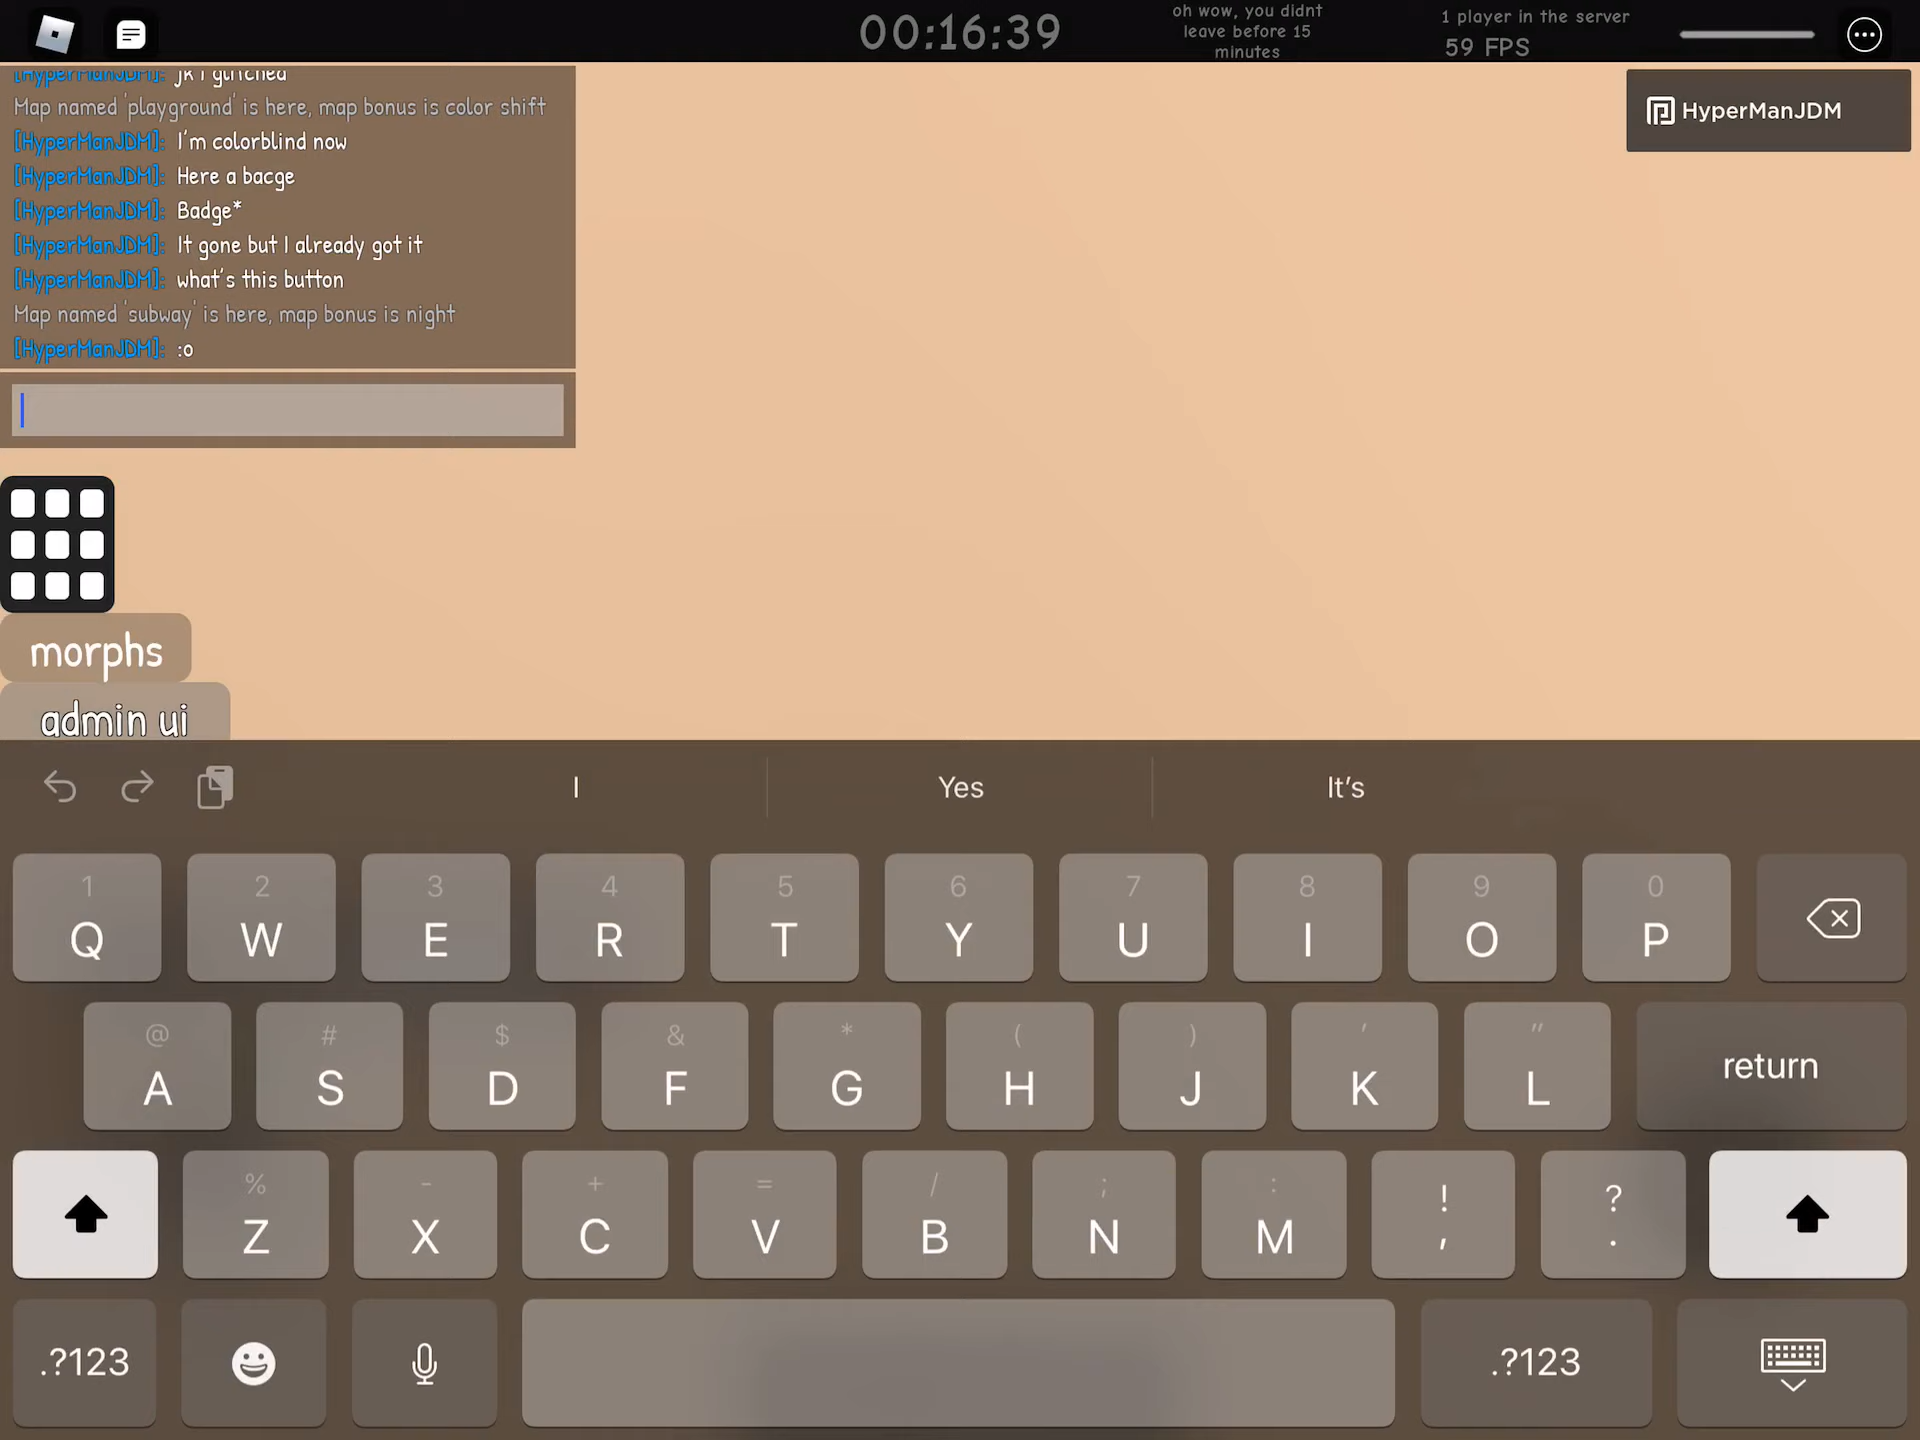 00:16:39
oh wow, you didnt
leave before 15
minutes
1 player in the server
59 FPS
HyperManJDM
[HyperManJDM]: jk i glitched
Map named 'playground' is here, map bonus is color shift
[HyperManJDM]: I'm colorblind now
[HyperManJDM]: Here a bacge
[HyperManJDM]: Badge*
[HyperManJDM]: It gone but I already got it
[HyperManJDM]: what's this button
Map named 'subway' is here, map bonus is night
[HyperManJDM]: :o
morphs
admin ui
I Yes It's
1 2 3 4 5 6 7 8 9 0
Q W E R T Y U I O P
@ # $ & * ( ) ' "
A S D F G H J K L return
% - + = / ; : ! ?
Z X C V B N M , .
.?123 .?123